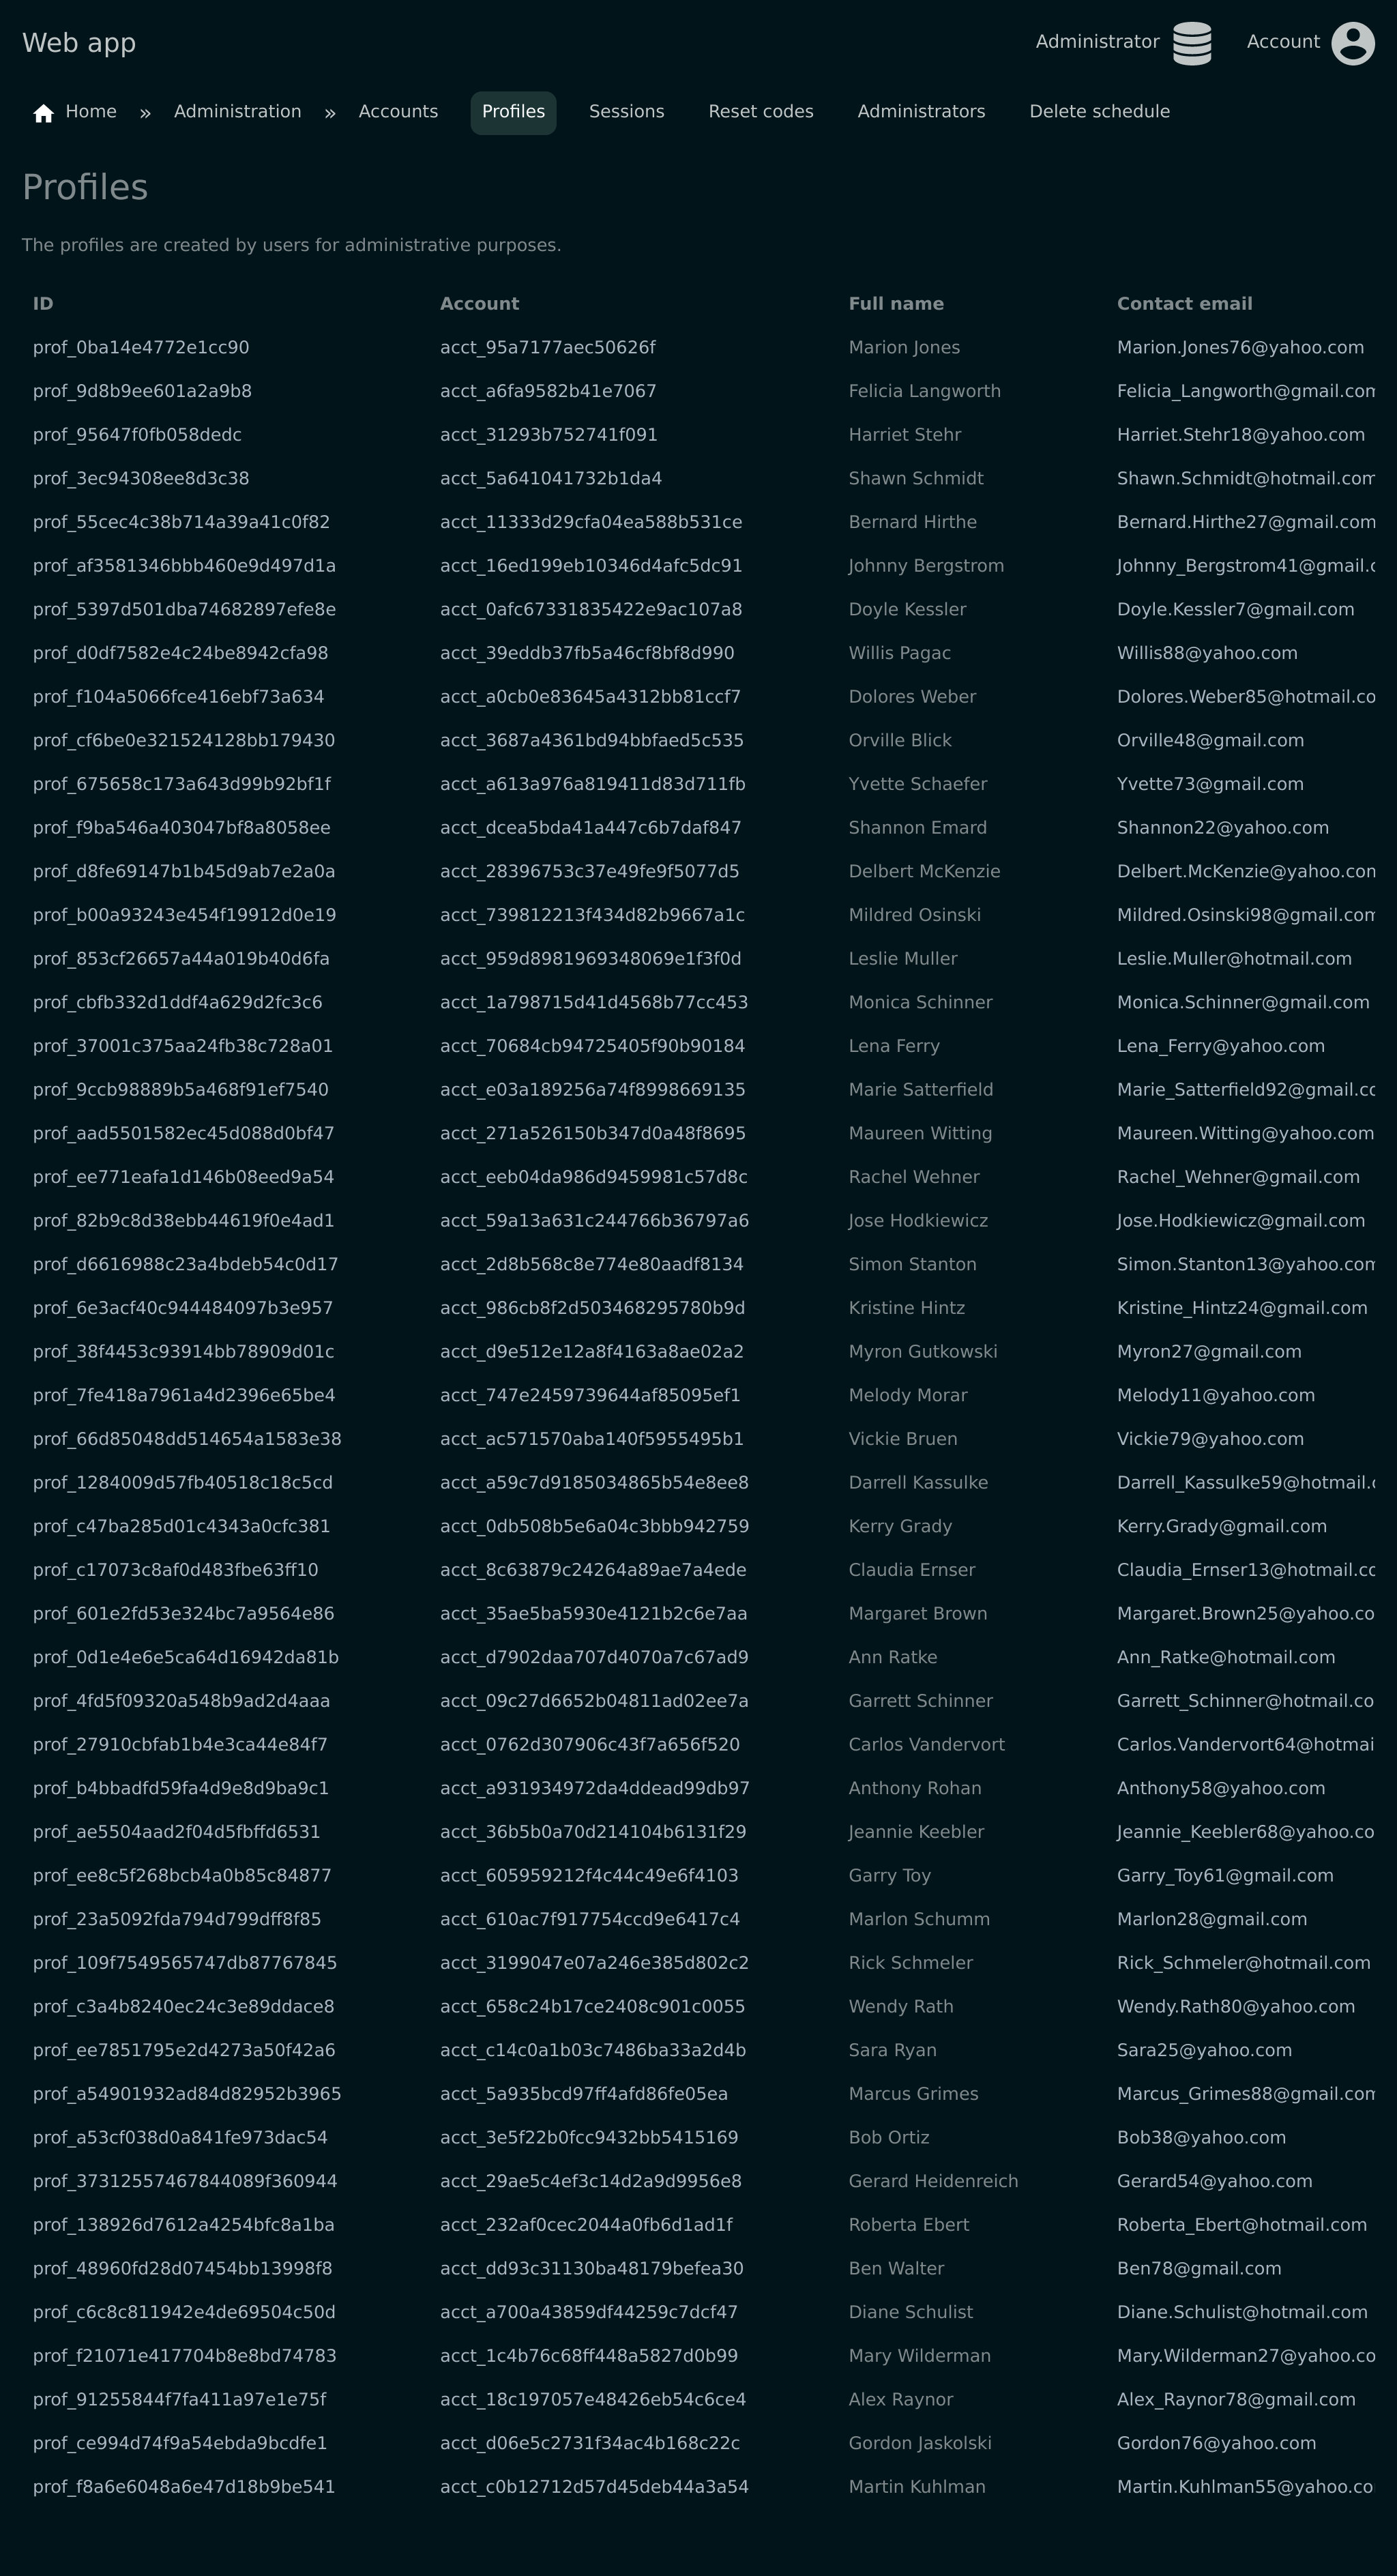 Web app Administrator Account
Home » Administration » Accounts Profiles Sessions Reset codes Administrators Delete schedule
Profiles
The profiles are created by users for administrative purposes.
ID Account Full name Contact email
prof_0ba14e4772e1cc90 acct_95a7177aec50626f Marion Jones Marion.Jones76@yahoo.com
prof_9d8b9ee601a2a9b8 acct_a6fa9582b41e7067 Felicia Langworth Felicia_Langworth@gmail.com
prof_95647f0fb058dedc acct_31293b752741f091 Harriet Stehr Harriet.Stehr18@yahoo.com
prof_3ec94308ee8d3c38 acct_5a641041732b1da4 Shawn Schmidt Shawn.Schmidt@hotmail.com
prof_55cec4c38b714a39a41c0f82 acct_11333d29cfa04ea588b531ce Bernard Hirthe Bernard.Hirthe27@gmail.com
prof_af3581346bbb460e9d497d1a acct_16ed199eb10346d4afc5dc91 Johnny Bergstrom Johnny_Bergstrom41@gmail.c
prof_5397d501dba74682897efe8e acct_0afc67331835422e9ac107a8 Doyle Kessler Doyle.Kessler7@gmail.com
prof_d0df7582e4c24be8942cfa98 acct_39eddb37fb5a46cf8bf8d990 Willis Pagac Willis88@yahoo.com
prof_f104a5066fce416ebf73a634 acct_a0cb0e83645a4312bb81ccf7 Dolores Weber Dolores.Weber85@hotmail.co
prof_cf6be0e321524128bb179430 acct_3687a4361bd94bbfaed5c535 Orville Blick Orville48@gmail.com
prof_675658c173a643d99b92bf1f acct_a613a976a819411d83d711fb Yvette Schaefer Yvette73@gmail.com
prof_f9ba546a403047bf8a8058ee acct_dcea5bda41a447c6b7daf847 Shannon Emard Shannon22@yahoo.com
prof_d8fe69147b1b45d9ab7e2a0a acct_28396753c37e49fe9f5077d5 Delbert McKenzie Delbert.McKenzie@yahoo.com
prof_b00a93243e454f19912d0e19 acct_739812213f434d82b9667a1c Mildred Osinski Mildred.Osinski98@gmail.com
prof_853cf26657a44a019b40d6fa acct_959d8981969348069e1f3f0d Leslie Muller Leslie.Muller@hotmail.com
prof_cbfb332d1ddf4a629d2fc3c6 acct_1a798715d41d4568b77cc453 Monica Schinner Monica.Schinner@gmail.com
prof_37001c375aa24fb38c728a01 acct_70684cb94725405f90b90184 Lena Ferry Lena_Ferry@yahoo.com
prof_9ccb98889b5a468f91ef7540 acct_e03a189256a74f8998669135 Marie Satterfield Marie_Satterfield92@gmail.cc
prof_aad5501582ec45d088d0bf47 acct_271a526150b347d0a48f8695 Maureen Witting Maureen.Witting@yahoo.com
prof_ee771eafa1d146b08eed9a54 acct_eeb04da986d9459981c57d8c Rachel Wehner Rachel_Wehner@gmail.com
prof_82b9c8d38ebb44619f0e4ad1 acct_59a13a631c244766b36797a6 Jose Hodkiewicz Jose.Hodkiewicz@gmail.com
prof_d6616988c23a4bdeb54c0d17 acct_2d8b568c8e774e80aadf8134 Simon Stanton Simon.Stanton13@yahoo.com
prof_6e3acf40c944484097b3e957 acct_986cb8f2d503468295780b9d Kristine Hintz Kristine_Hintz24@gmail.com
prof_38f4453c93914bb78909d01c acct_d9e512e12a8f4163a8ae02a2 Myron Gutkowski Myron27@gmail.com
prof_7fe418a7961a4d2396e65be4 acct_747e2459739644af85095ef1 Melody Morar Melody11@yahoo.com
prof_66d85048dd514654a1583e38 acct_ac571570aba140f5955495b1 Vickie Bruen Vickie79@yahoo.com
prof_1284009d57fb40518c18c5cd acct_a59c7d9185034865b54e8ee8 Darrell Kassulke Darrell_Kassulke59@hotmail.c
prof_c47ba285d01c4343a0cfc381 acct_0db508b5e6a04c3bbb942759 Kerry Grady Kerry.Grady@gmail.com
prof_c17073c8af0d483fbe63ff10 acct_8c63879c24264a89ae7a4ede Claudia Ernser Claudia_Ernser13@hotmail.cc
prof_601e2fd53e324bc7a9564e86 acct_35ae5ba5930e4121b2c6e7aa Margaret Brown Margaret.Brown25@yahoo.co
prof_0d1e4e6e5ca64d16942da81b acct_d7902daa707d4070a7c67ad9 Ann Ratke Ann_Ratke@hotmail.com
prof_4fd5f09320a548b9ad2d4aaa acct_09c27d6652b04811ad02ee7a Garrett Schinner Garrett_Schinner@hotmail.co
prof_27910cbfab1b4e3ca44e84f7 acct_0762d307906c43f7a656f520 Carlos Vandervort Carlos.Vandervort64@hotmai
prof_b4bbadfd59fa4d9e8d9ba9c1 acct_a931934972da4ddead99db97 Anthony Rohan Anthony58@yahoo.com
prof_ae5504aad2f04d5fbffd6531 acct_36b5b0a70d214104b6131f29 Jeannie Keebler Jeannie_Keebler68@yahoo.co
prof_ee8c5f268bcb4a0b85c84877 acct_605959212f4c44c49e6f4103 Garry Toy Garry_Toy61@gmail.com
prof_23a5092fda794d799dff8f85 acct_610ac7f917754ccd9e6417c4 Marlon Schumm Marlon28@gmail.com
prof_109f7549565747db87767845 acct_3199047e07a246e385d802c2 Rick Schmeler Rick_Schmeler@hotmail.com
prof_c3a4b8240ec24c3e89ddace8 acct_658c24b17ce2408c901c0055 Wendy Rath Wendy.Rath80@yahoo.com
prof_ee7851795e2d4273a50f42a6 acct_c14c0a1b03c7486ba33a2d4b Sara Ryan Sara25@yahoo.com
prof_a54901932ad84d82952b3965 acct_5a935bcd97ff4afd86fe05ea Marcus Grimes Marcus_Grimes88@gmail.com
prof_a53cf038d0a841fe973dac54 acct_3e5f22b0fcc9432bb5415169 Bob Ortiz Bob38@yahoo.com
prof_37312557467844089f360944 acct_29ae5c4ef3c14d2a9d9956e8 Gerard Heidenreich Gerard54@yahoo.com
prof_138926d7612a4254bfc8a1ba acct_232af0cec2044a0fb6d1ad1f Roberta Ebert Roberta_Ebert@hotmail.com
prof_48960fd28d07454bb13998f8 acct_dd93c31130ba48179befea30 Ben Walter Ben78@gmail.com
prof_c6c8c811942e4de69504c50d acct_a700a43859df44259c7dcf47 Diane Schulist Diane.Schulist@hotmail.com
prof_f21071e417704b8e8bd74783 acct_1c4b76c68ff448a5827d0b99 Mary Wilderman Mary.Wilderman27@yahoo.co
prof_91255844f7fa411a97e1e75f acct_18c197057e48426eb54c6ce4 Alex Raynor Alex_Raynor78@gmail.com
prof_ce994d74f9a54ebda9bcdfe1 acct_d06e5c2731f34ac4b168c22c Gordon Jaskolski Gordon76@yahoo.com
prof_f8a6e6048a6e47d18b9be541 acct_c0b12712d57d45deb44a3a54 Martin Kuhlman Martin.Kuhlman55@yahoo.co